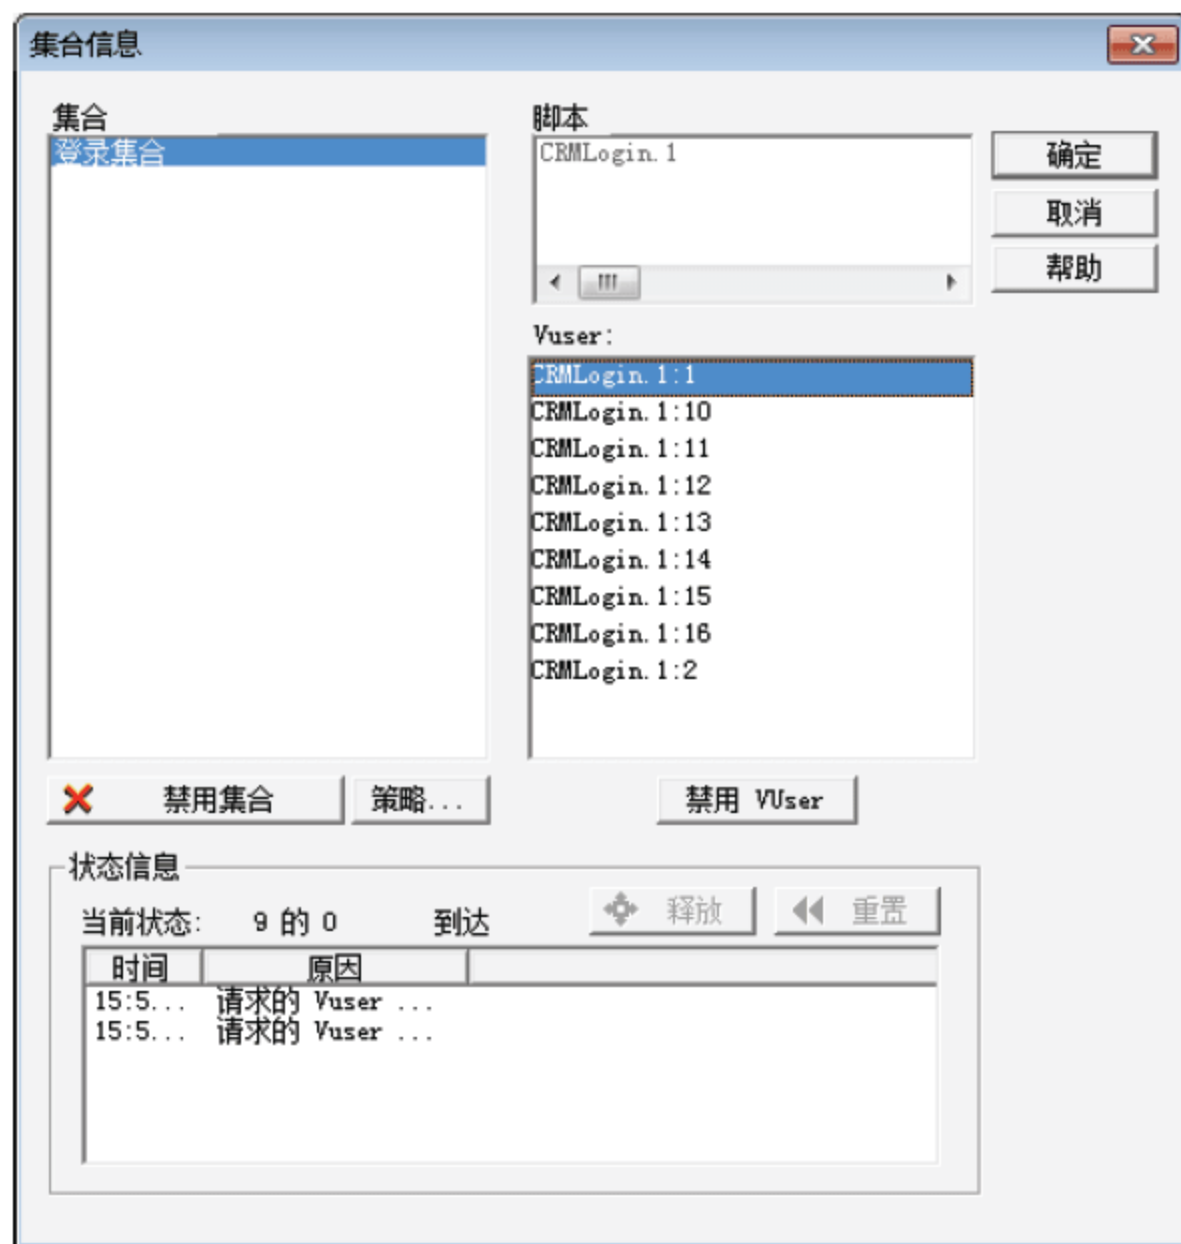 集合信息
集合
登录集合
脚本
CRMLogin.1
确定
取消
帮助
Vuser:
CRMLogin.1:1
CRMLogin.1:10
CRMLogin.1:11
CRMLogin.1:12
CRMLogin.1:13
CRMLogin.1:14
CRMLogin.1:15
CRMLogin.1:16
CRMLogin.1:2
禁用集合
策略...
禁用 VUser
状态信息
当前状态: 9 的 0 到达
释放
重置
时间 原因
15:5... 请求的 Vuser ...
15:5... 请求的 Vuser ...